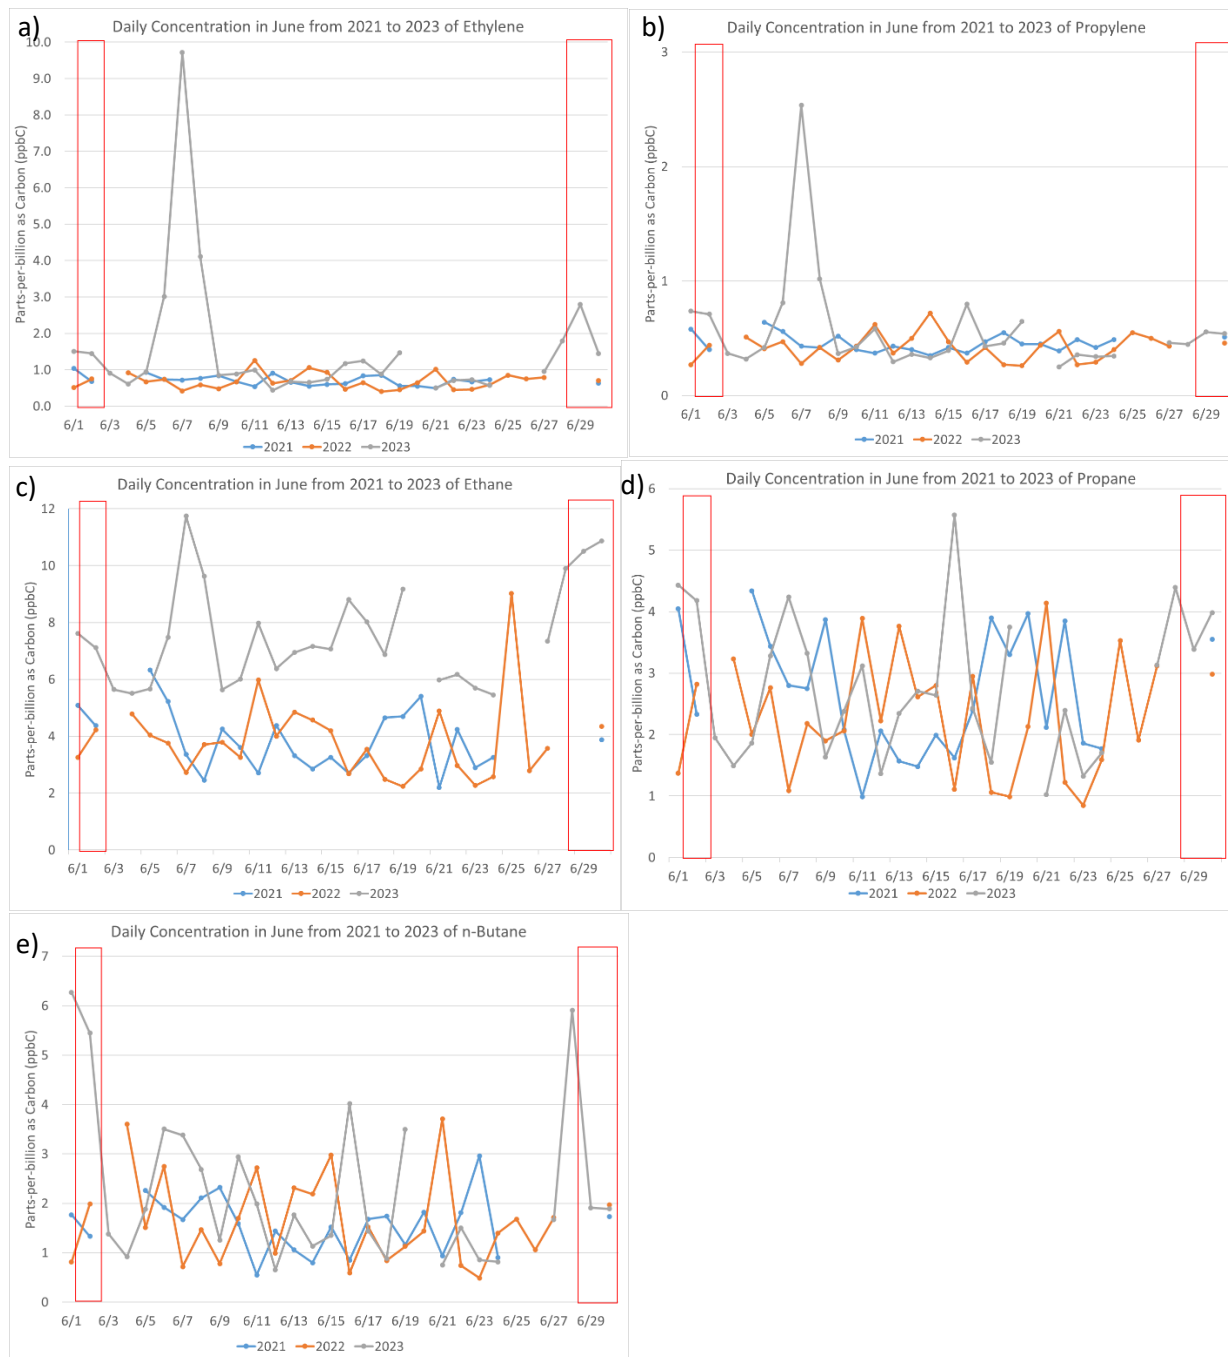 a)
Daily Concentration in June from 2021 to 2023 of Ethylene
Parts-per-billion as Carbon (ppbC)
10.0
9.0
8.0
7.0
6.0
5.0
4.0
3.0
2.0
1.0
0.0
6/1 6/3 6/5 6/7 6/9 6/11 6/13 6/15 6/17 6/19 6/21 6/23 6/25 6/27 6/29
2021 2022 2023
b)
Daily Concentration in June from 2021 to 2023 of Propylene
Parts-per-billion as Carbon (ppbC)
3
2
1
0
6/1 6/3 6/5 6/7 6/9 6/11 6/13 6/15 6/17 6/19 6/21 6/23 6/25 6/27 6/29
2021 2022 2023
c)
Daily Concentration in June from 2021 to 2023 of Ethane
Parts-per-billion as Carbon (ppbC)
12
10
8
6
4
2
0
6/1 6/3 6/5 6/7 6/9 6/11 6/13 6/15 6/17 6/19 6/21 6/23 6/25 6/27 6/29
2021 2022 2023
d)
Daily Concentration in June from 2021 to 2023 of Propane
Parts-per-billion as Carbon (ppbC)
6
5
4
3
2
1
0
6/1 6/3 6/5 6/7 6/9 6/11 6/13 6/15 6/17 6/19 6/21 6/23 6/25 6/27 6/29
2021 2022 2023
e)
Daily Concentration in June from 2021 to 2023 of n-Butane
Parts-per-billion as Carbon (ppbC)
7
6
5
4
3
2
1
0
6/1 6/3 6/5 6/7 6/9 6/11 6/13 6/15 6/17 6/19 6/21 6/23 6/25 6/27 6/29
2021 2022 2023